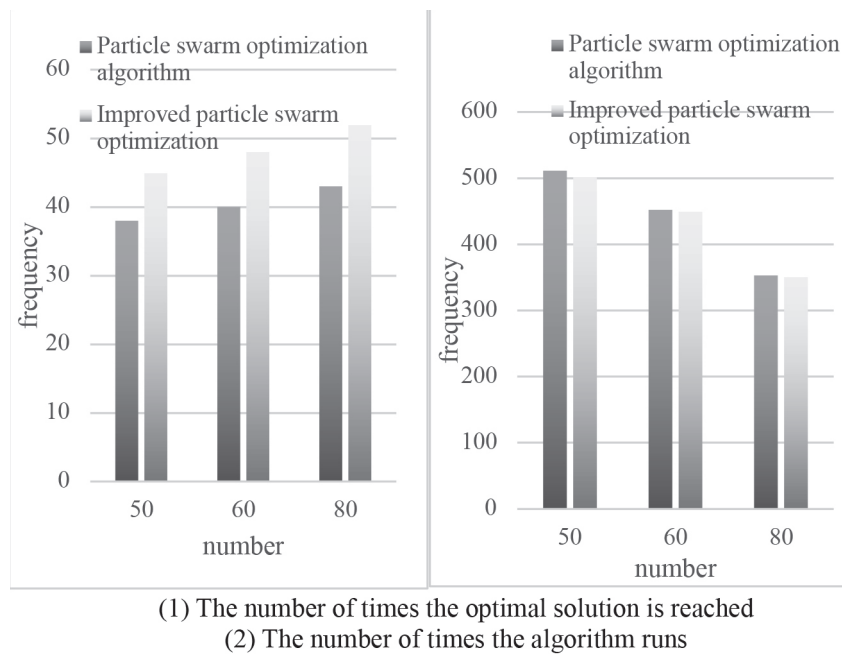 Particle swarm optimization
algorithm
Improved particle swarm
optimization
60
50
40
30
20
10
0
frequency
50 60 80
number
Particle swarm optimization
algorithm
Improved particle swarm
optimization
600
500
400
300
200
100
0
frequency
50 60 80
number
(1) The number of times the optimal solution is reached
(2) The number of times the algorithm runs